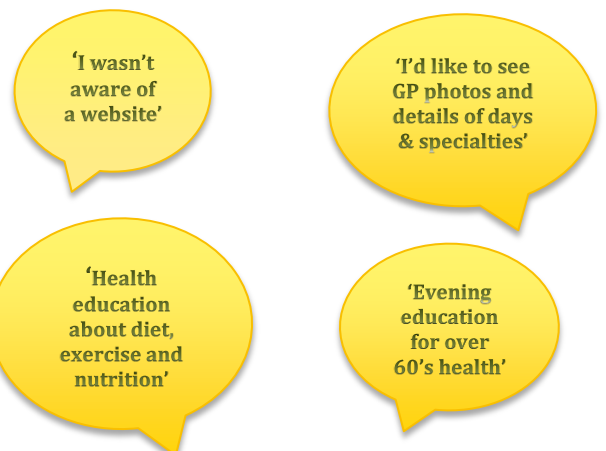 ‘I wasn’t
aware of
a website’
‘I’d like to see
GP photos and
details of days
& specialties’
‘Health
education
about diet,
exercise and
nutrition’
‘Evening
education
for over
60’s health’